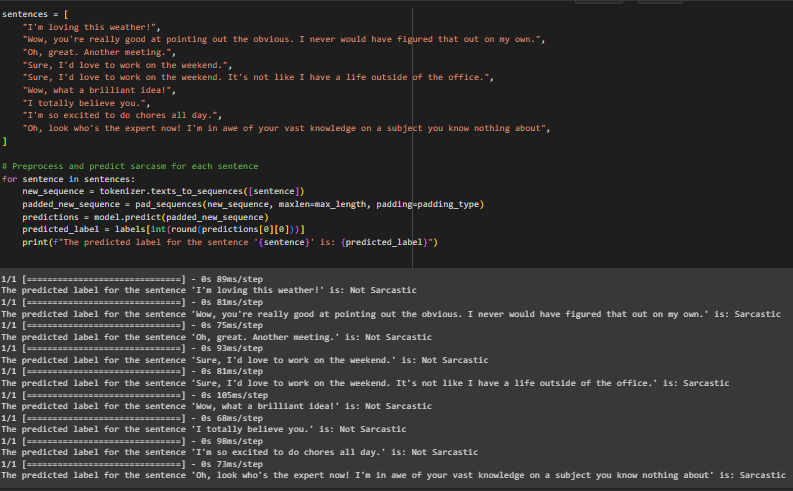 sentences = [
    "I'm loving this weather!",
    "Wow, you're really good at pointing out the obvious. I never would have figured that out on my own.",
    "Oh, great. Another meeting.",
    "Sure, I'd love to work on the weekend.",
    "Sure, I'd love to work on the weekend. It's not like I have a life outside of the office.",
    "Wow, what a brilliant idea!",
    "I totally believe you.",
    "I'm so excited to do chores all day.",
    "Oh, look who's the expert now! I'm in awe of your vast knowledge on a subject you know nothing about",
]
# Preprocess and predict sarcasm for each sentence
for sentence in sentences:
    new_sequence = tokenizer.texts_to_sequences([sentence])
    padded_new_sequence = pad_sequences(new_sequence, maxlen=max_length, padding=padding_type)
    predictions = model.predict(padded_new_sequence)
    predicted_label = labels[int(round(predictions[0][0]))]
    print(f"The predicted label for the sentence '{sentence}' is: {predicted_label}")
1/1 [==============================] - 0s 89ms/step
The predicted label for the sentence 'I'm loving this weather!' is: Not Sarcastic
1/1 [==============================] - 0s 81ms/step
The predicted label for the sentence 'Wow, you're really good at pointing out the obvious. I never would have figured that out on my own.' is: Sarcastic
1/1 [==============================] - 0s 75ms/step
The predicted label for the sentence 'Oh, great. Another meeting.' is: Not Sarcastic
1/1 [==============================] - 0s 93ms/step
The predicted label for the sentence 'Sure, I'd love to work on the weekend.' is: Not Sarcastic
1/1 [==============================] - 0s 81ms/step
The predicted label for the sentence 'Sure, I'd love to work on the weekend. It's not like I have a life outside of the office.' is: Sarcastic
1/1 [==============================] - 0s 105ms/step
The predicted label for the sentence 'Wow, what a brilliant idea!' is: Not Sarcastic
1/1 [==============================] - 0s 68ms/step
The predicted label for the sentence 'I totally believe you.' is: Not Sarcastic
1/1 [==============================] - 0s 98ms/step
The predicted label for the sentence 'I'm so excited to do chores all day.' is: Not Sarcastic
1/1 [==============================] - 0s 73ms/step
The predicted label for the sentence 'Oh, look who's the expert now! I'm in awe of your vast knowledge on a subject you know nothing about' is: Sarcastic